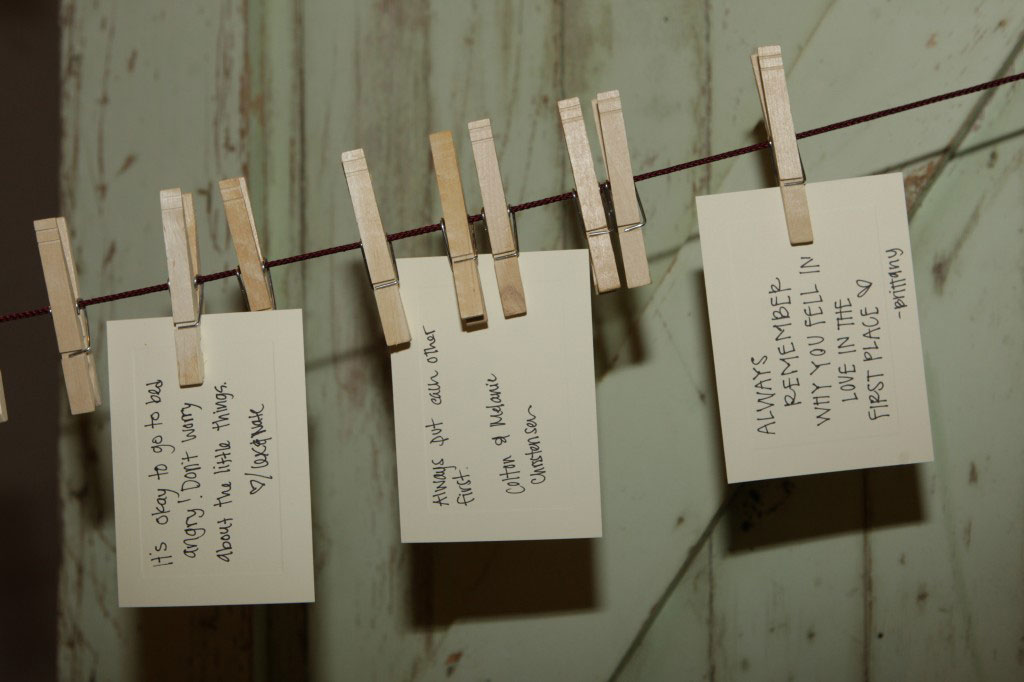 It's okay to go to bed
angry! Don't worry
about the little things.
Always put each other
first.
Colton & Melanie
Christensen
ALWAYS
REMEMBER
WHY YOU FELL IN
LOVE IN THE
FIRST PLACE ♡
-Brittany